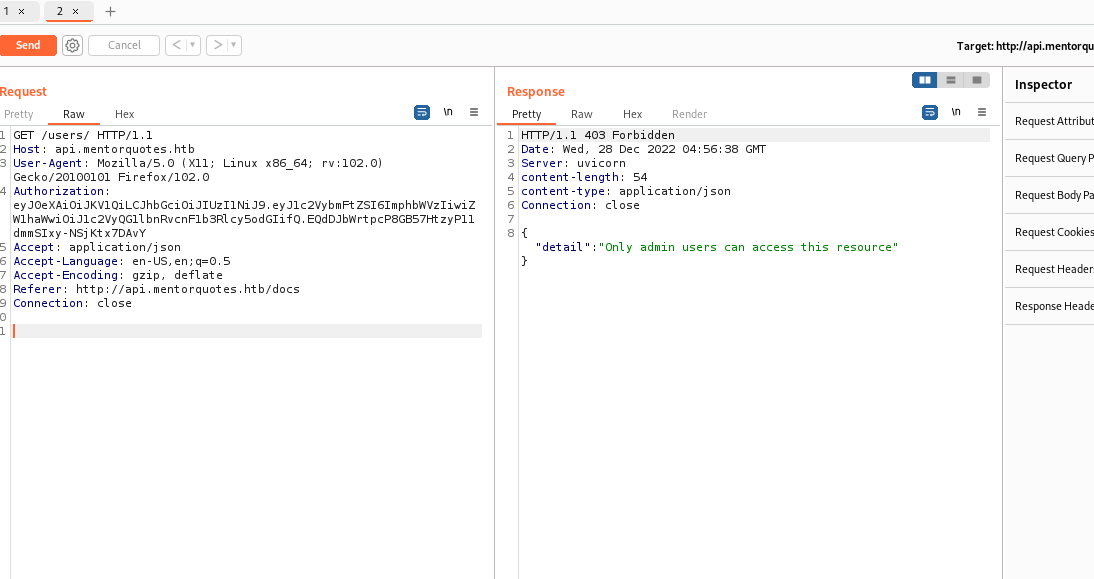 1 × 2 × +
Send Cancel < ▾ > ▾ Target: http://api.mentorqu
Request
Pretty Raw Hex \n
1 GET /users/ HTTP/1.1
2 Host: api.mentorquotes.htb
3 User-Agent: Mozilla/5.0 (X11; Linux x86_64; rv:102.0)
Gecko/20100101 Firefox/102.0
4 Authorization:
eyJ0eXAiOiJKV1QiLCJhbGciOiJIUzI1NiJ9.eyJ1c2VybmFtZSI6ImphbWVzIiwiZ
W1haWwiOiJ1c2VyQG1lbnRvcnF1b3Rlcy5odGIifQ.EQdDJbWrtpcP8GB57HtzyP11
dmmSIxy-NSjKtx7DAvY
5 Accept: application/json
6 Accept-Language: en-US,en;q=0.5
7 Accept-Encoding: gzip, deflate
8 Referer: http://api.mentorquotes.htb/docs
9 Connection: close
0
1
Response
Pretty Raw Hex Render \n
1 HTTP/1.1 403 Forbidden
2 Date: Wed, 28 Dec 2022 04:56:38 GMT
3 Server: uvicorn
4 content-length: 54
5 content-type: application/json
6 Connection: close
7
8 {
"detail":"Only admin users can access this resource"
}
Inspector
Request Attribut
Request Query P
Request Body Pa
Request Cookies
Request Headers
Response Heade